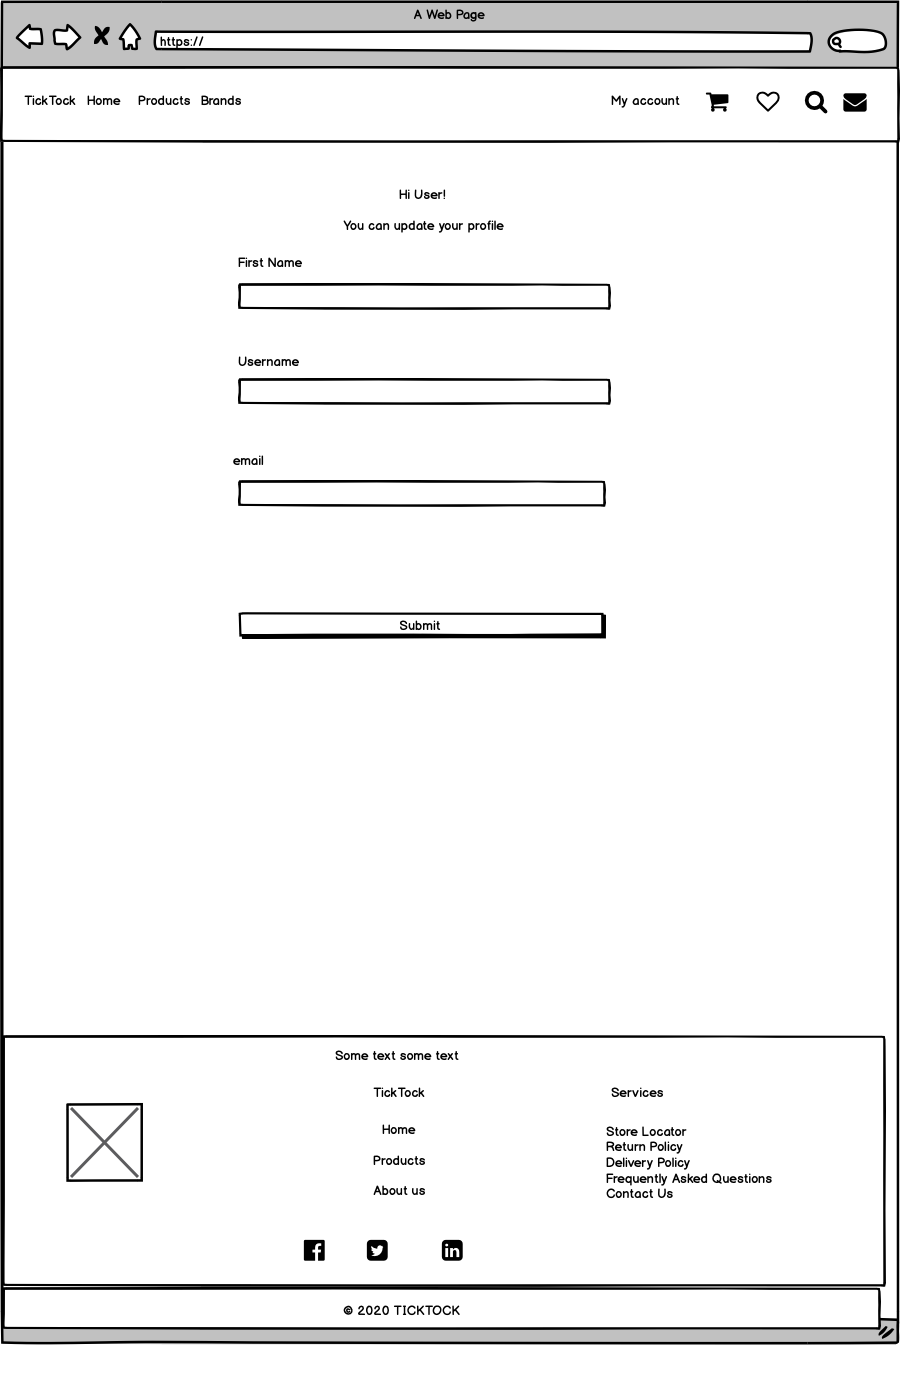 A Web Page
https://
TickTock Home Products Brands My account
Hi User!
You can update your profile
First Name
Username
email
Submit
Some text some text
TickTock
Home
Products
About us
Services
Store Locator
Return Policy
Delivery Policy
Frequently Asked Questions
Contact Us
© 2020 TICKTOCK